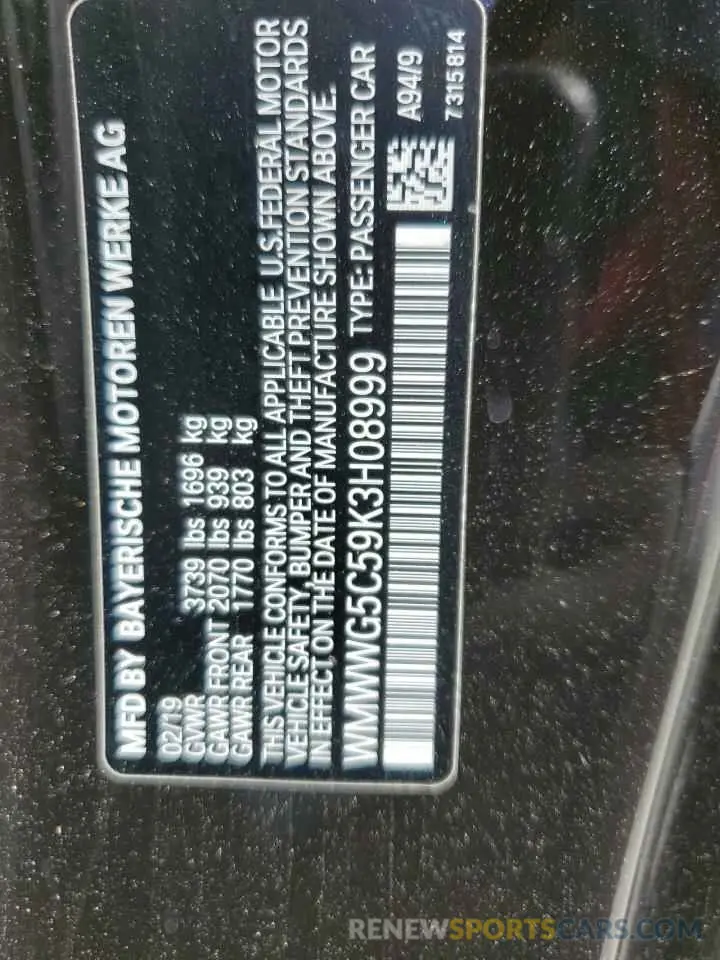 MFD BY BAYERISCHE MOTOREN WERKE AG
02/19
GVWR 3739 lbs 1696 kg
GAWR FRONT 2070 lbs 939 kg
GAWR REAR 1770 lbs 803 kg
THIS VEHICLE CONFORMS TO ALL APPLICABLE U.S.FEDERAL MOTOR
VEHICLE SAFETY, BUMPER AND THEFT PREVENTION STANDARDS
IN EFFECT ON THE DATE OF MANUFACTURE SHOWN ABOVE.
WMWWG5C59K3H08999 TYPE: PASSENGER CAR
A94/9
7 315 814
RENEWSPORTSCARS.COM